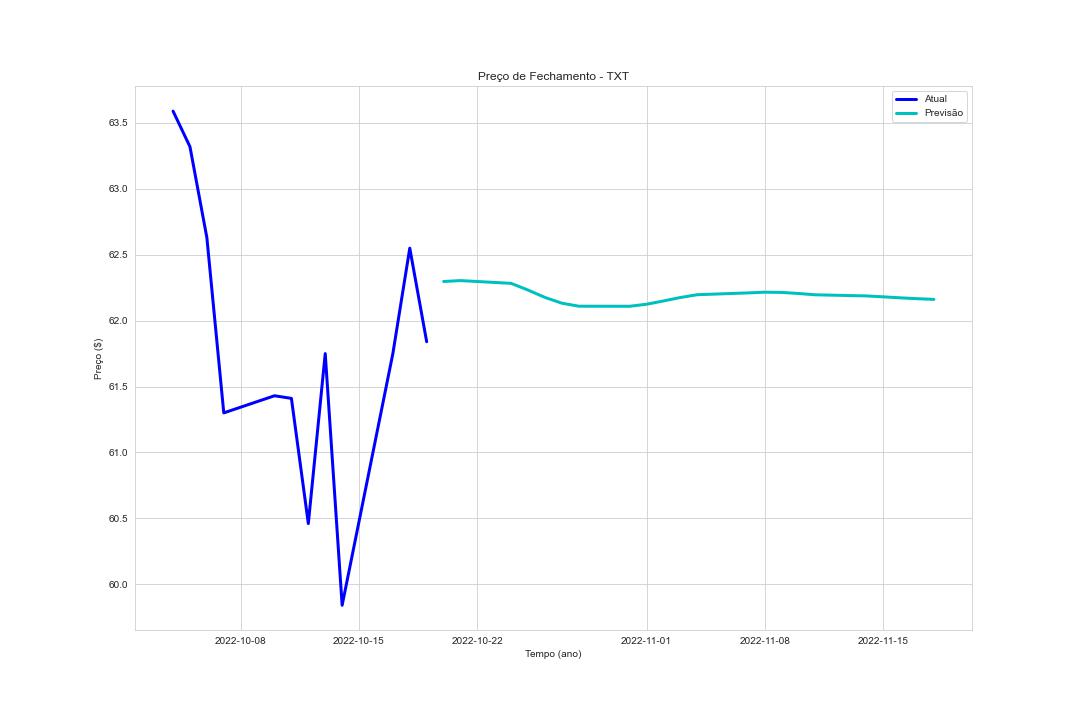 Preço de Fechamento - TXT
Atual
Previsão
Preço ($)
63.5
63.0
62.5
62.0
61.5
61.0
60.5
60.0
2022-10-08
2022-10-15
2022-10-22
2022-11-01
2022-11-08
2022-11-15
Tempo (ano)